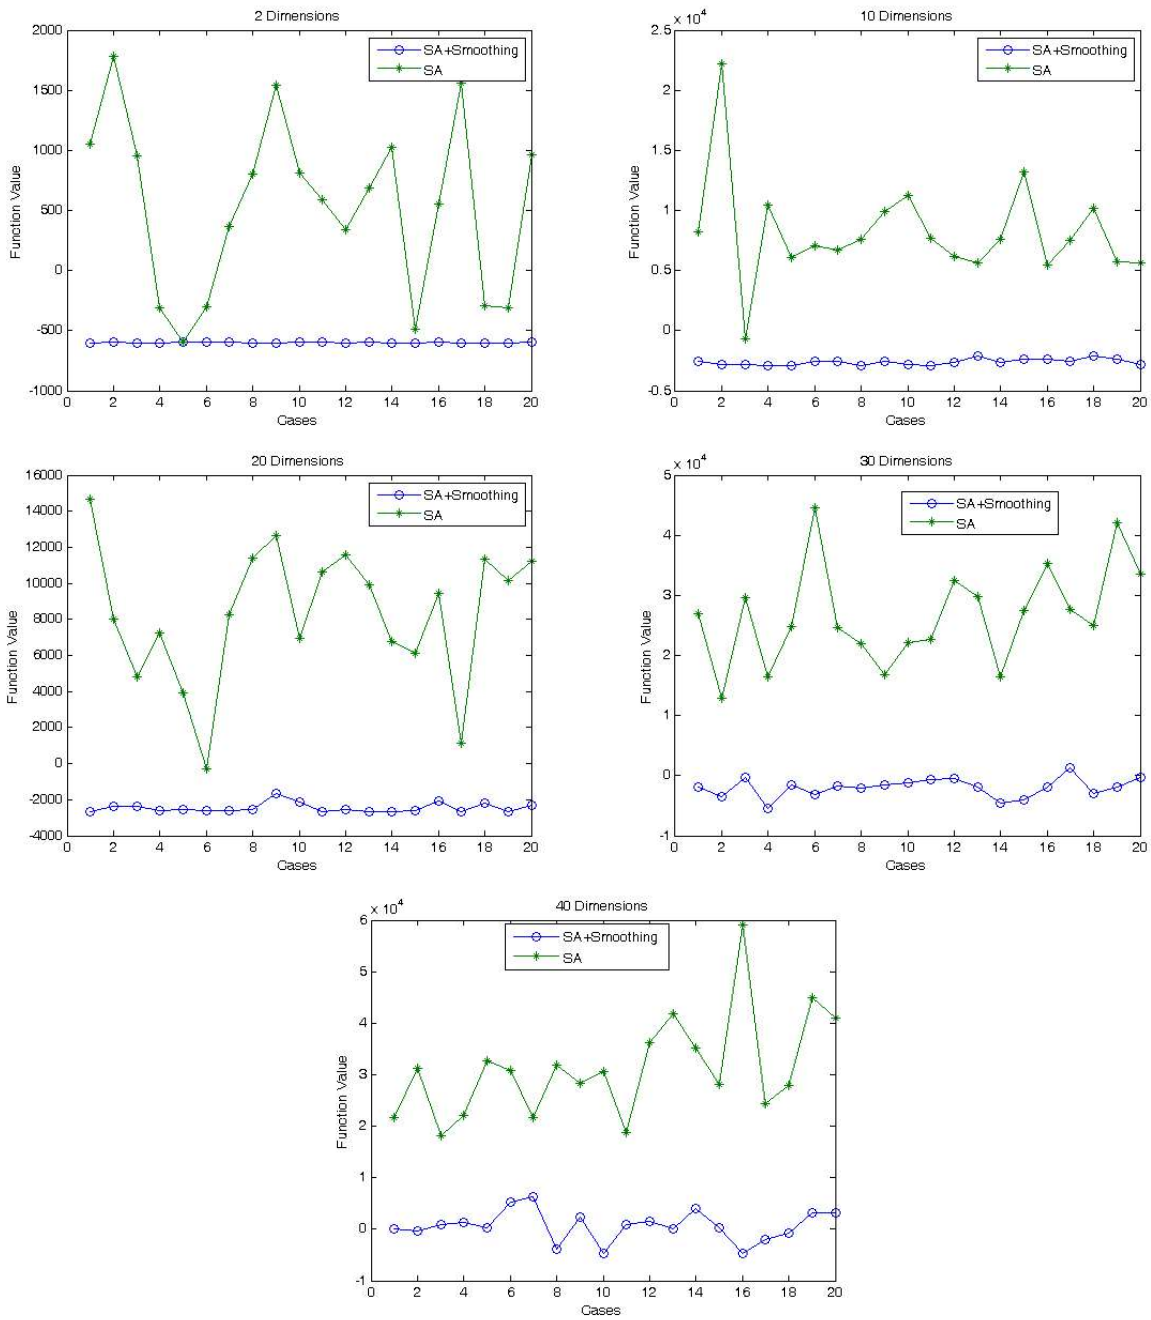 2 Dimensions
2000
1500
1000
500
0
-500
-1000
Function Value
SA+Smoothing
SA
0 2 4 6 8 10 12 14 16 18 20
Cases
10 Dimensions
x 10^4
2.5
2
1.5
1
0.5
0
-0.5
Function Value
SA+Smoothing
SA
0 2 4 6 8 10 12 14 16 18 20
Cases
20 Dimensions
16000
14000
12000
10000
8000
6000
4000
2000
0
-2000
-4000
Function Value
SA+Smoothing
SA
0 2 4 6 8 10 12 14 16 18 20
Cases
30 Dimensions
x 10^4
5
4
3
2
1
0
-1
Function Value
SA+Smoothing
SA
0 2 4 6 8 10 12 14 16 18 20
Cases
40 Dimensions
x 10^4
6
5
4
3
2
1
0
-1
Function Value
SA+Smoothing
SA
0 2 4 6 8 10 12 14 16 18 20
Cases